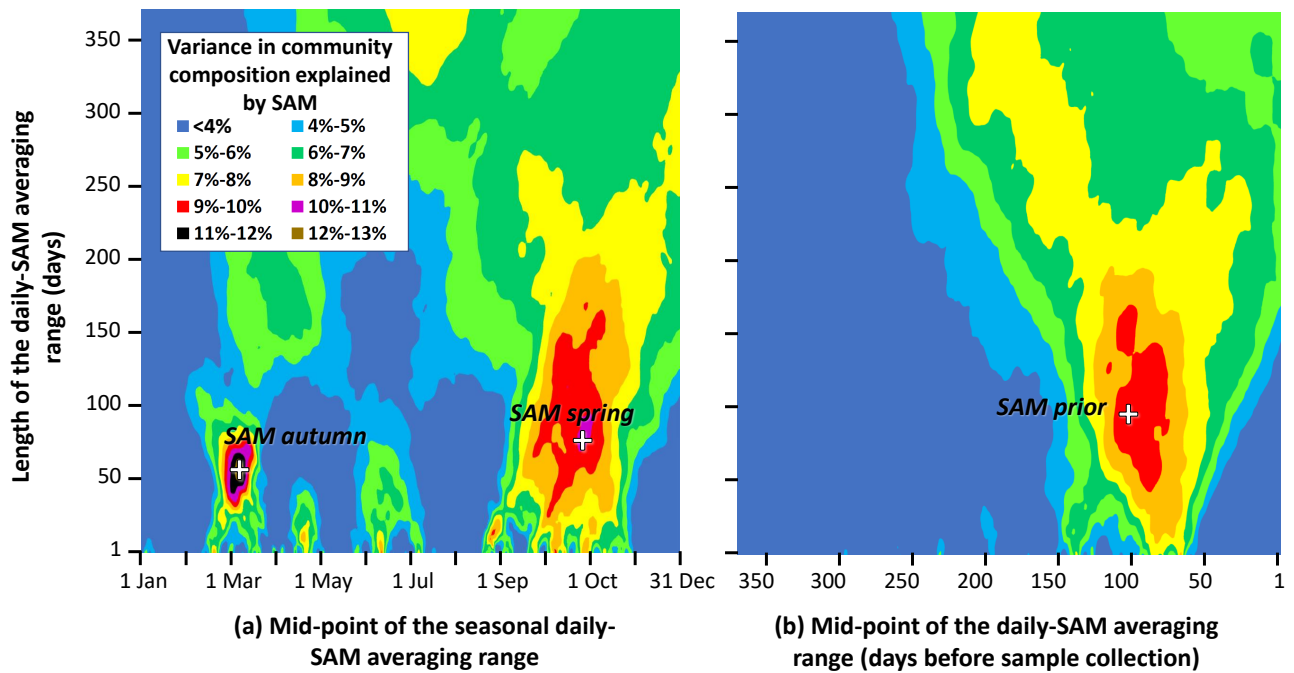 350
300
250
200
150
100
50
1
Length of the daily-SAM averaging
range (days)
Variance in community
composition explained
by SAM
<4% 4%-5%
5%-6% 6%-7%
7%-8% 8%-9%
9%-10% 10%-11%
11%-12% 12%-13%
SAM autumn
SAM spring
1 Jan 1 Mar 1 May 1 Jul 1 Sep 1 Oct 31 Dec
(a) Mid-point of the seasonal daily-
SAM averaging range
SAM prior
350 300 250 200 150 100 50 1
(b) Mid-point of the daily-SAM averaging
range (days before sample collection)